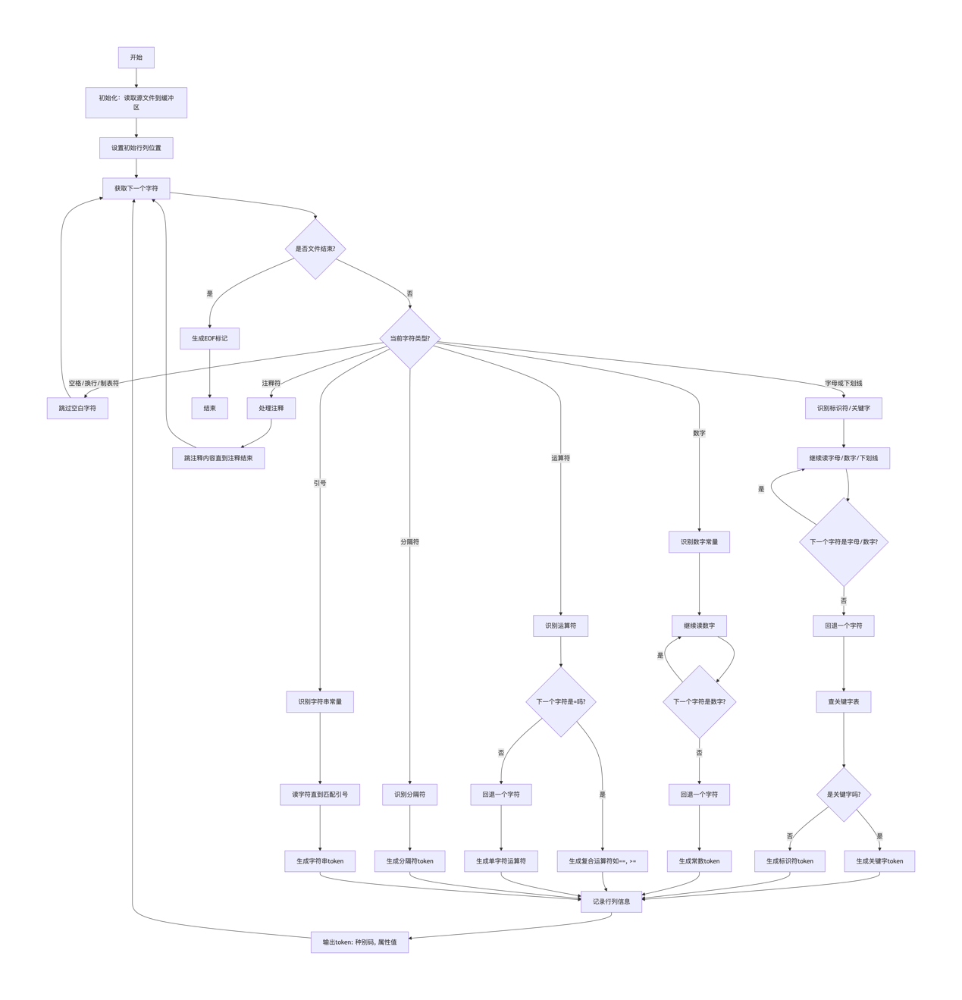 开始
初始化：读取源文件到缓冲
区
设置初始行列位置
获取下一个字符
是否文件结束?
是
否
生成EOF标记
当前字符类型?
空格/换行/制表符
注释符
字母或下划线
跳过空白字符
结束
处理注释
识别标识符/关键字
数字
跳注释内容直到注释结束
运算符
继续读字母/数字/下划线
引号
是
分隔符
识别数字常量
下一个字符是字母/数字?
否
识别运算符
继续读数字
回退一个字符
是
识别字符串常量
下一个字符是=吗?
下一个字符是数字?
查关键字表
否
否
读字符直到匹配引号
识别分隔符
回退一个字符
是
回退一个字符
是关键字吗?
否
是
生成字符串token
生成分隔符token
生成单字符运算符
生成复合运算符如==, >=
生成常数token
生成标识符token
生成关键字token
记录行列信息
输出token: 种别码, 属性值